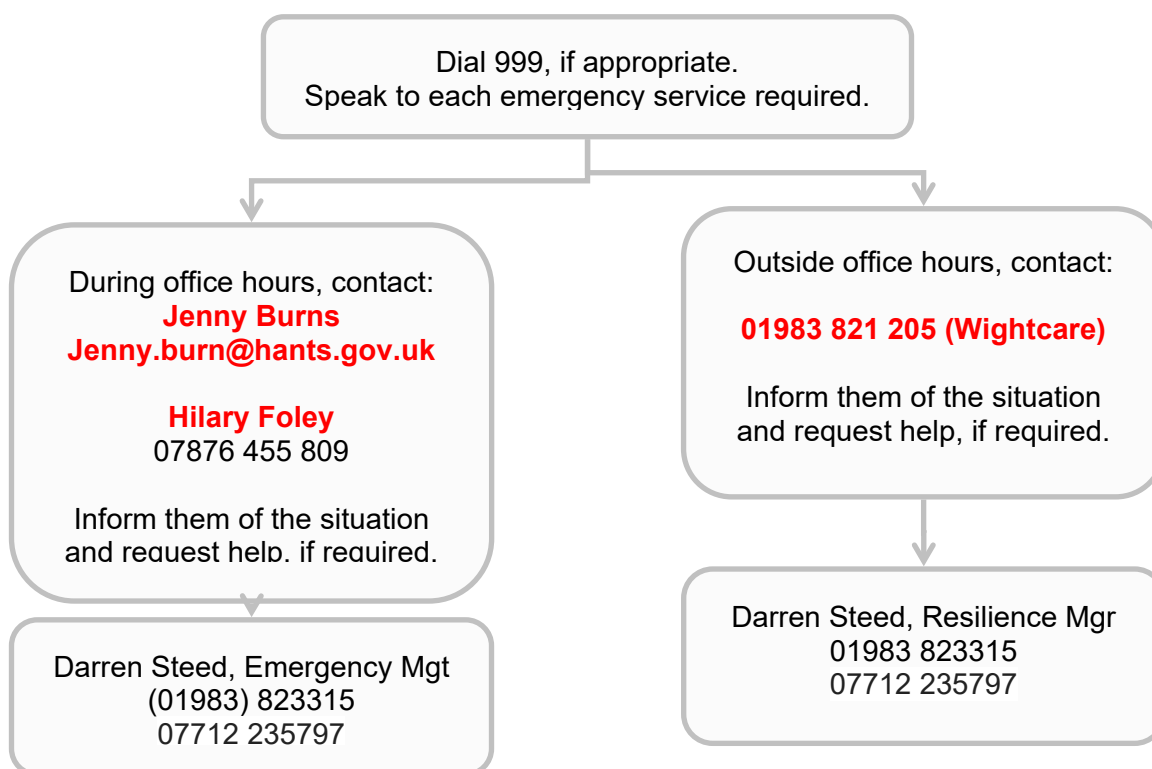 Dial 999, if appropriate.
Speak to each emergency service required.
During office hours, contact:
Jenny Burns
Jenny.burn@hants.gov.uk
Hilary Foley
07876 455 809
Inform them of the situation
and request help, if required.
Darren Steed, Emergency Mgt
(01983) 823315
07712 235797
Outside office hours, contact:
01983 821 205 (Wightcare)
Inform them of the situation
and request help, if required.
Darren Steed, Resilience Mgr
01983 823315
07712 235797